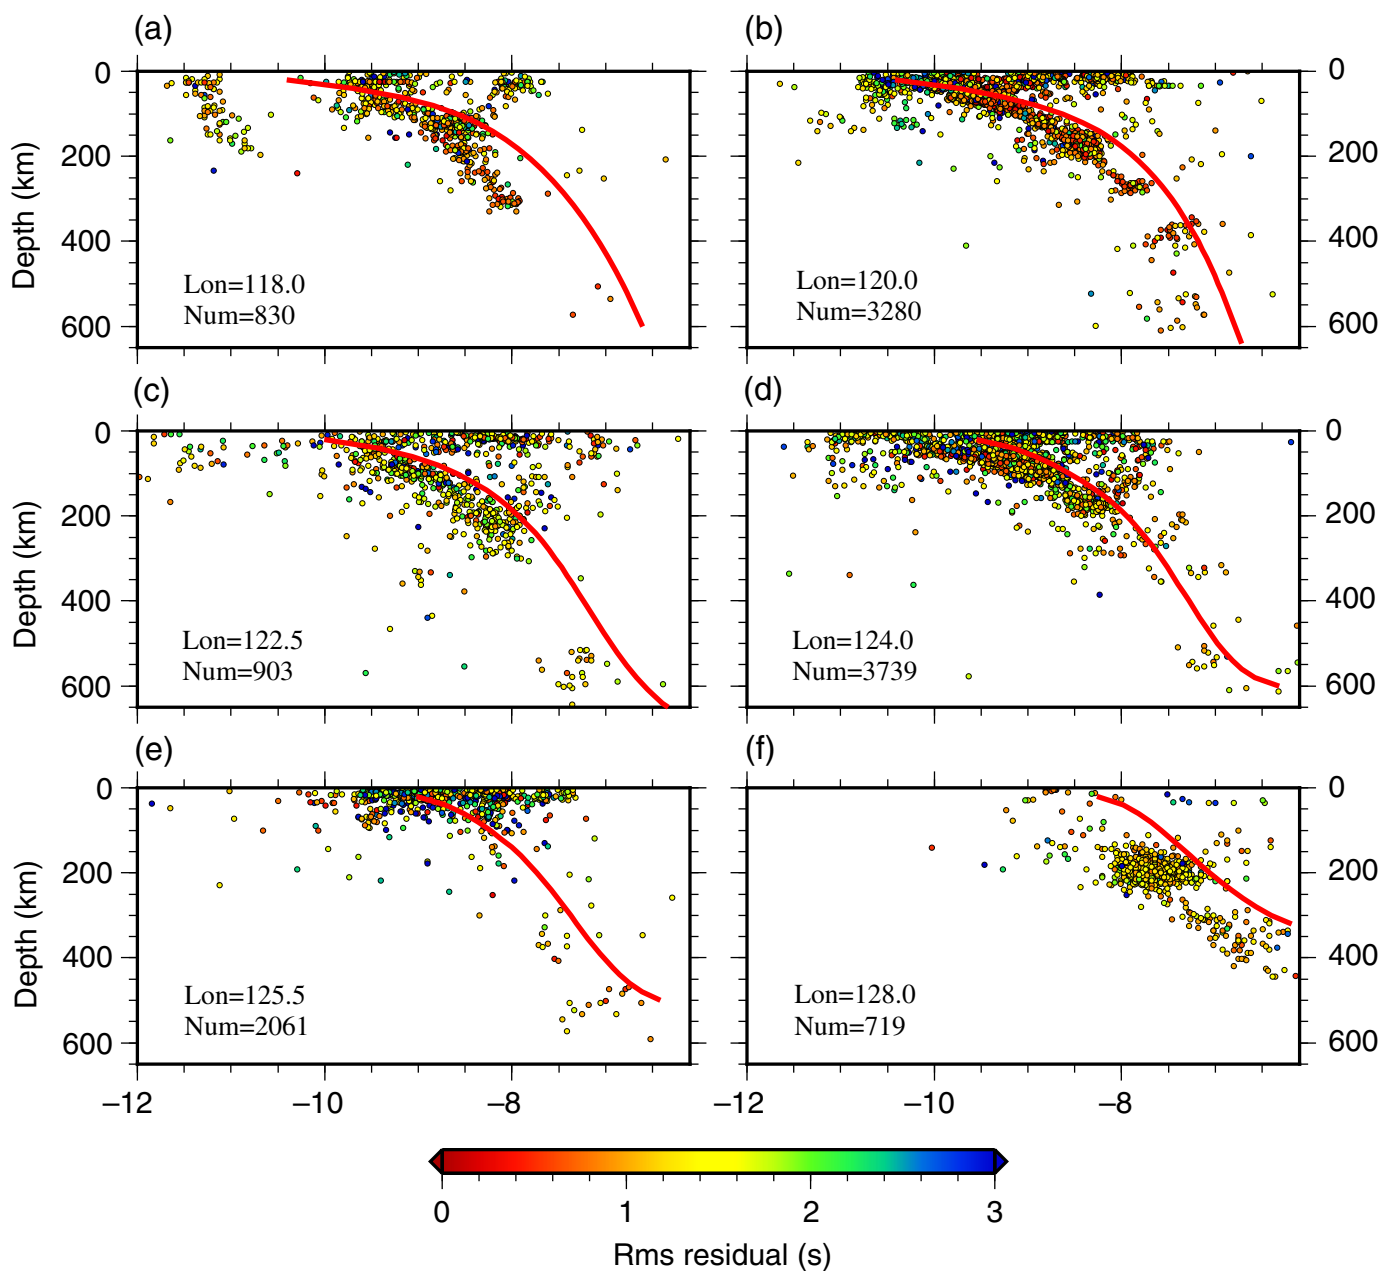 (a)
(b)
0
200
400
600
Depth (km)
Lon=118.0
Num=830
Lon=120.0
Num=3280
0
200
400
600
(c)
(d)
0
200
400
600
Depth (km)
Lon=122.5
Num=903
Lon=124.0
Num=3739
0
200
400
600
(e)
(f)
0
200
400
600
Depth (km)
Lon=125.5
Num=2061
Lon=128.0
Num=719
0
200
400
600
−12
−10
−8
−12
−10
−8
0
1
2
3
Rms residual (s)